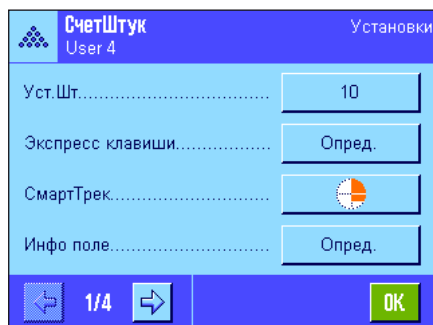 СчетШтук
Установки
User 4
Уст.Шт................................. 10
Экспресс клавиши................ Опред.
СмартТрек...........................
Инфо поле........................... Опред.
1/4
OK